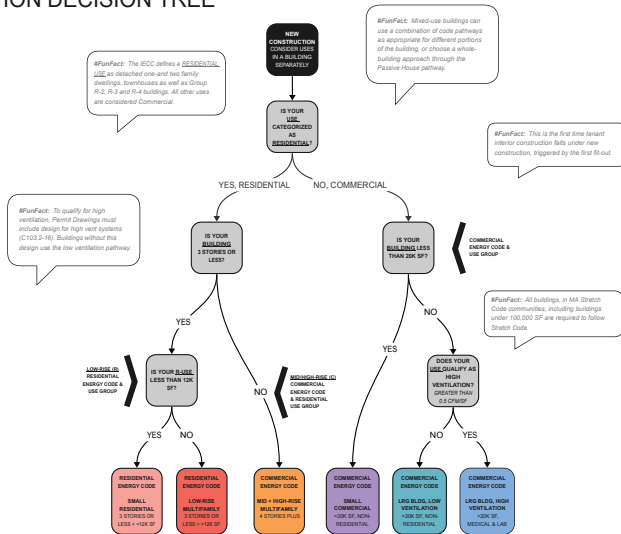 ION DECISION TREE
NEW
CONSTRUCTION
CONSIDER USES
IN A BUILDING
SEPARATELY
#FunFact: Mixed-use buildings can
use a combination of code pathways
as appropriate for different portions
of the building, or choose a whole-
building approach through the
Passive House pathway.
#FunFact: The IECC defines a RESIDENTIAL
USE as detached one-and two family
dwellings, townhouses as well as Group
R-2, R-3 and R-4 buildings. All other uses
are considered Commercial.
IS YOUR
USE
CATEGORIZED
AS
RESIDENTIAL?
#FunFact: This is the first time tenant
interior construction falls under new
construction, triggered by the first fit-out.
YES, RESIDENTIAL
NO, COMMERCIAL
#FunFact: To qualify for high
ventilation, Permit Drawings must
include design for high vent systems
(C103.2-16). Buildings without this
design use the low ventilation pathway.
IS YOUR
BUILDING
3 STORIES OR
LESS?
IS YOUR
BUILDING LESS
THAN 20K SF?
COMMERCIAL
ENERGY CODE &
USE GROUP
#FunFact: All buildings, in MA Stretch
Code communities, including buildings
under 100,000 SF are required to follow
Stretch Code.
YES
NO
LOW-RISE (R)
RESIDENTIAL
ENERGY CODE &
USE GROUP
IS YOUR R-USE
LESS THAN 12K
SF?
NO
MID/HIGH-RISE (C)
COMMERCIAL
ENERGY CODE
& RESIDENTIAL
USE GROUP
YES
DOES YOUR
USE QUALIFY AS
HIGH
VENTILATION?
GREATER THAN
0.5 CFM/SF
YES
NO
NO
YES
RESIDENTIAL
ENERGY CODE
SMALL
RESIDENTIAL
3 STORIES OR
LESS + <12K SF
RESIDENTIAL
ENERGY CODE
LOW-RISE
MULTIFAMILY
3 STORIES OR
LESS + >12K SF
COMMERCIAL
ENERGY CODE
MID + HIGH-RISE
MULTIFAMILY
4 STORIES PLUS
COMMERCIAL
ENERGY CODE
SMALL
COMMERCIAL
<20K SF, NON-
RESIDENTIAL
COMMERCIAL
ENERGY CODE
LRG BLDG, LOW
VENTILATION
>20K SF, NON-
RESIDENTIAL
COMMERCIAL
ENERGY CODE
LRG BLDG, HIGH
VENTILATION
>20K SF,
MEDICAL & LAB